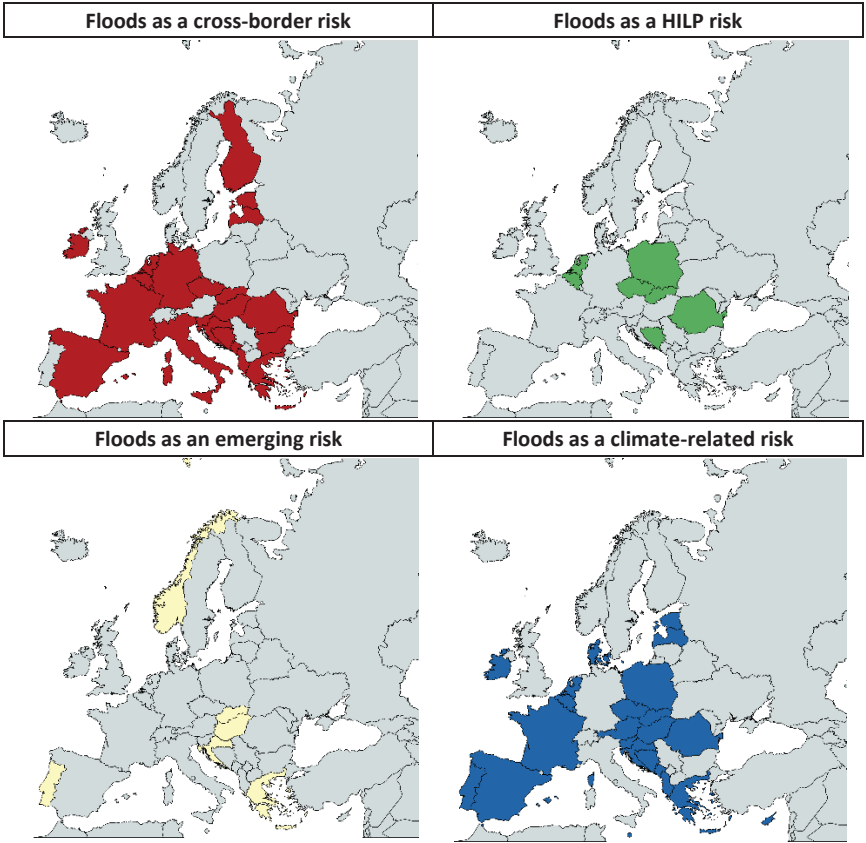 Floods as a cross-border risk
Floods as a HILP risk
Floods as an emerging risk
Floods as a climate-related risk